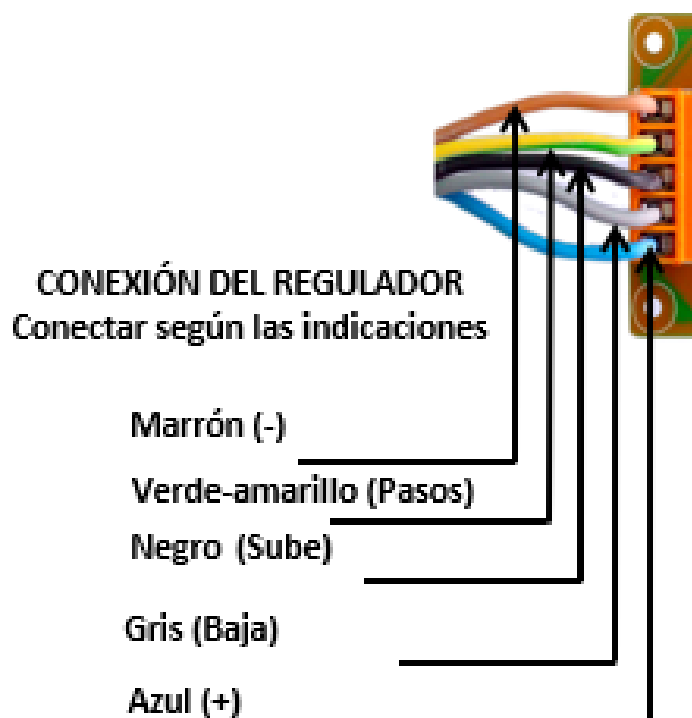 CONEXIÓN DEL REGULADOR
Conectar según las indicaciones
Marrón (-)
Verde-amarillo (Pasos)
Negro (Sube)
Gris (Baja)
Azul (+)